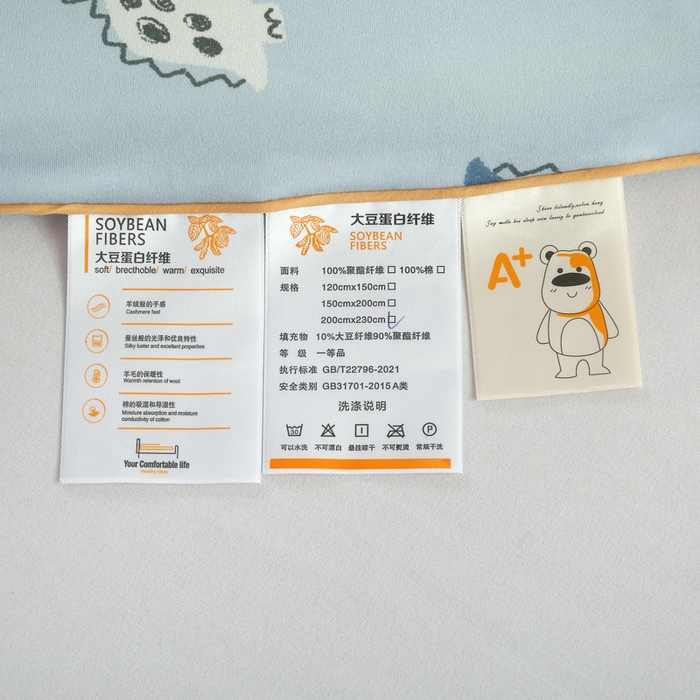 SOYBEAN
FIBERS
大豆蛋白纤维
soft/ brecthoble/ warm/ exquisite
羊绒般的手感
Cashmere feel
蚕丝般的光泽和优良特性
Silky luster and excellent properties
羊毛的保暖性
Warmth retention of wool
棉的吸湿和导湿性
Moisture absorption and moisture
conductivity of cotton
Your Comfortable life
healthy sleep
大豆蛋白纤维
SOYBEAN
FIBERS
面料 100%聚酯纤维☐ 100%棉☐
规格 120cmx150cm☐
150cmx200cm☐
200cmx230cm☐
填充物 10%大豆纤维90%聚酯纤维
等 级 一等品
执行标准 GB/T22796-2021
安全类别 GB31701-2015 A类
洗涤说明
30
P
可以水洗 不可漂白 悬挂晾干 不可熨烫 常规干洗
A+